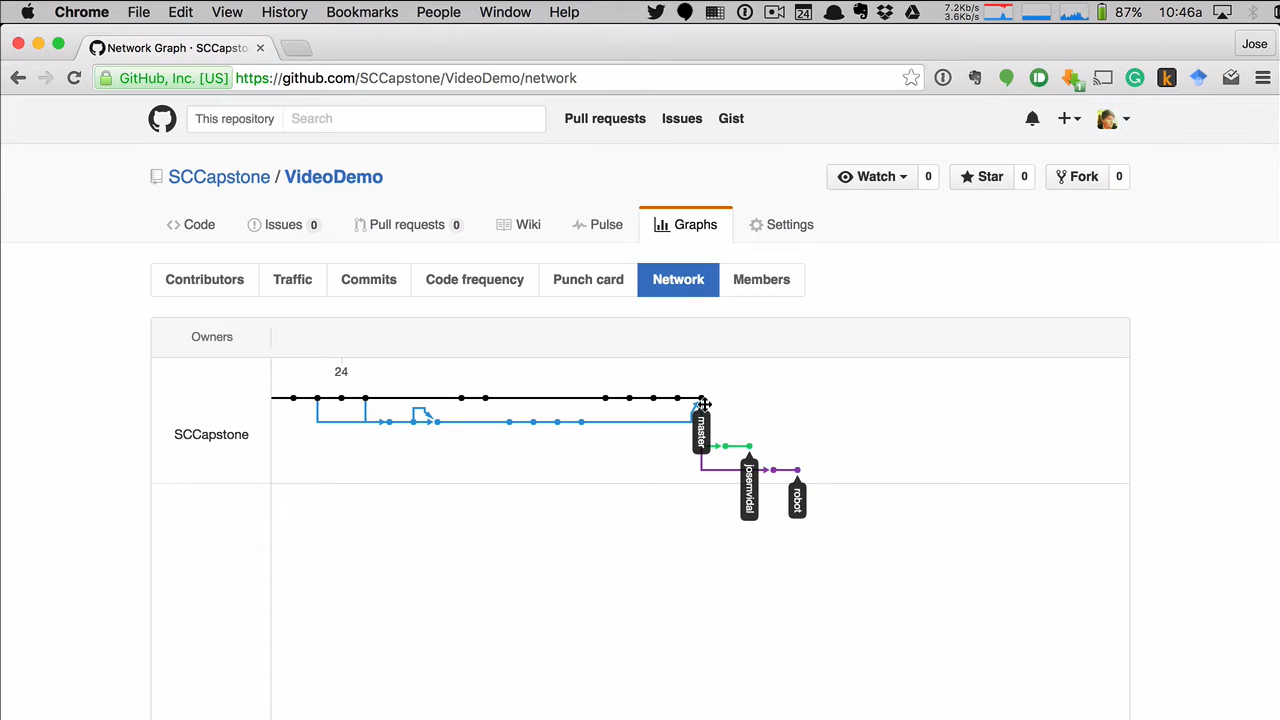 Chrome File Edit View History Bookmarks People Window Help 24 7.2Kb/s 3.6Kb/s 87% 10:46a
Network Graph · SCCapsto
Jose
GitHub, Inc. [US] https://github.com/SCCapstone/VideoDemo/network
This repository Search Pull requests Issues Gist
SCCapstone / VideoDemo
Watch 0 Star 0 Fork 0
Code Issues 0 Pull requests 0 Wiki Pulse Graphs Settings
Contributors Traffic Commits Code frequency Punch card Network Members
Owners
24
SCCapstone
master
josemvidal
robot